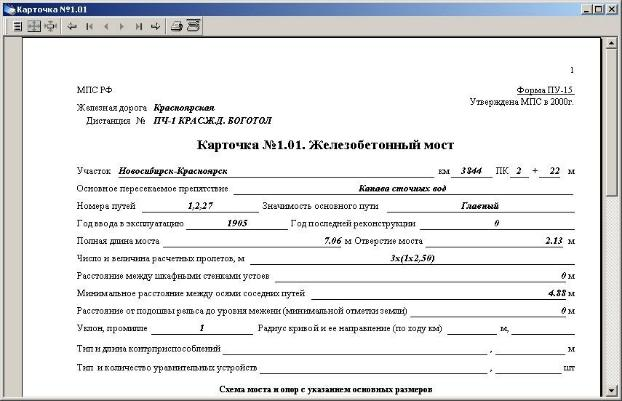 Карточка №1.01
1
МПС РФ
Форма ПУ-15
Утверждена МПС в 2000г.
Железная дорога Красноярская
Дистанция № ПЧ-1 КРАС.Ж.Д. БОГОТОЛ
Карточка №1.01. Железобетонный мост
Участок Новосибирск-Красноярск км 3844 ПК 2 + 22 м
Основное пересекаемое препятствие Канава сточных вод
Номера путей 1,2,27 Значимость основного пути Главный
Год ввода в эксплуатацию 1905 Год последней реконструкции 0
Полная длина моста 7.06 м Отверстие моста 2.13 м
Число и величина расчетных пролетов, м 3x(1x2,50)
Расстояние между шкафными стенками устоев 0 м
Минимальное расстояние между осями соседних путей 4.88 м
Расстояние от подошвы рельса до уровня межени (минимальной отметки земли) 0 м
Уклон, промилле 1 Радиус кривой и ее направление (по ходу км) м,
Тип и длина контрприспособлений , м
Тип и количество уравнительных устройств , шт
Схема моста и опор с указанием основных размеров